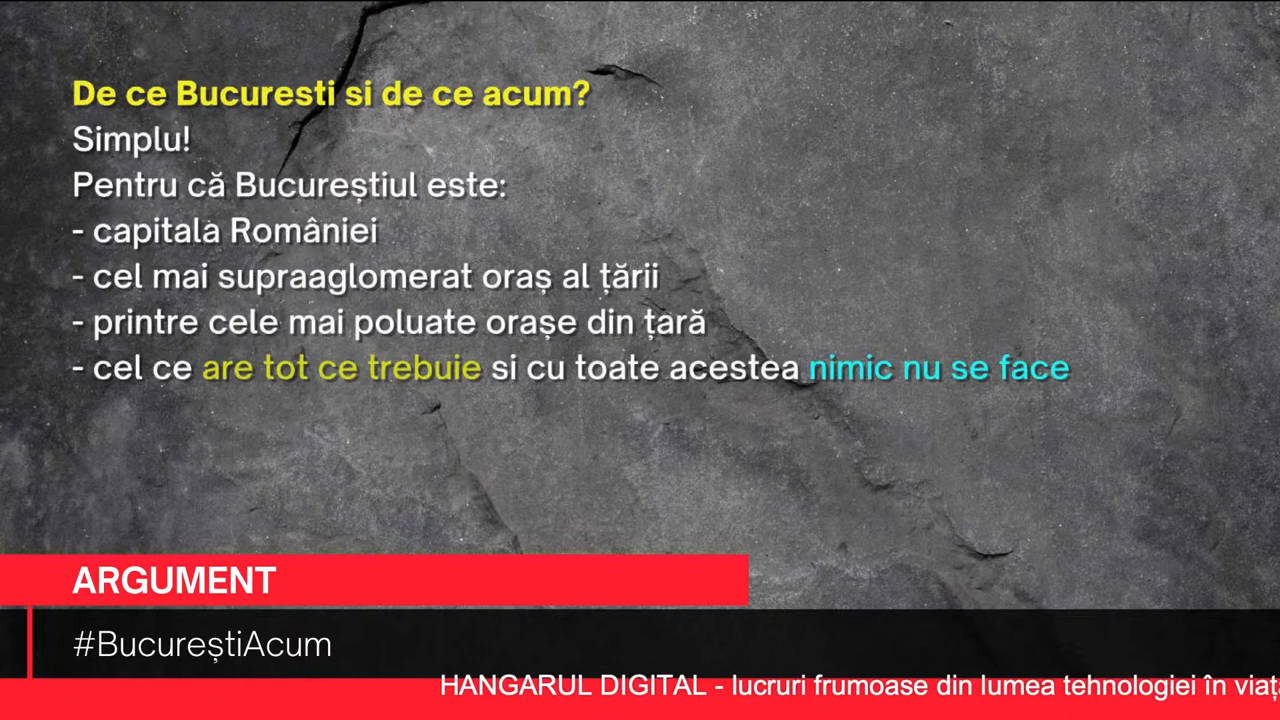 De ce Bucuresti si de ce acum?
Simplu!
Pentru că Bucureștiul este:
- capitala României
- cel mai supraaglomerat oraș al țării
- printre cele mai poluate orașe din țară
- cel ce are tot ce trebuie si cu toate acestea nimic nu se face
ARGUMENT
#BucureștiAcum
HANGARUL DIGITAL - lucruri frumoase din lumea tehnologiei în viaț